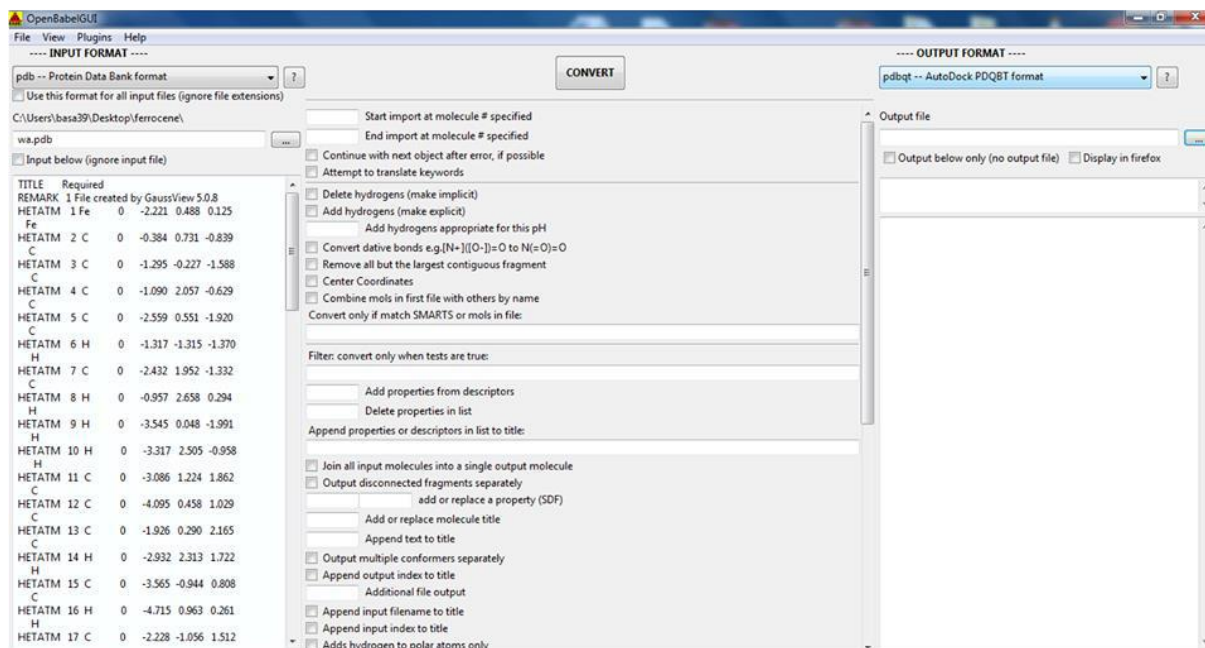 OpenBabelGUI
File View Plugins Help
---- INPUT FORMAT ----
pdb -- Protein Data Bank format
?
Use this format for all input files (ignore file extensions)
C:\Users\basa39\Desktop\ferrocene\
wa.pdb
...
Input below (ignore input file)
TITLE Required
REMARK 1 File created by GaussView 5.0.8
HETATM 1 Fe 0 -2.221 0.488 0.125
Fe
HETATM 2 C 0 -0.384 0.731 -0.839
C
HETATM 3 C 0 -1.295 -0.227 -1.588
C
HETATM 4 C 0 -1.090 2.057 -0.629
C
HETATM 5 C 0 -2.559 0.551 -1.920
C
HETATM 6 H 0 -1.317 -1.315 -1.370
H
HETATM 7 C 0 -2.432 1.952 -1.332
C
HETATM 8 H 0 -0.957 2.658 0.294
H
HETATM 9 H 0 -3.545 0.048 -1.991
H
HETATM 10 H 0 -3.317 2.505 -0.958
H
HETATM 11 C 0 -3.086 1.224 1.862
C
HETATM 12 C 0 -4.095 0.458 1.029
C
HETATM 13 C 0 -1.926 0.290 2.165
C
HETATM 14 H 0 -2.932 2.313 1.722
H
HETATM 15 C 0 -3.565 -0.944 0.808
C
HETATM 16 H 0 -4.715 0.963 0.261
H
HETATM 17 C 0 -2.228 -1.056 1.512
CONVERT
Start import at molecule # specified
End import at molecule # specified
Continue with next object after error, if possible
Attempt to translate keywords
Delete hydrogens (make implicit)
Add hydrogens (make explicit)
Add hydrogens appropriate for this pH
Convert dative bonds e.g.[N+]([O-])=O to N(=O)=O
Remove all but the largest contiguous fragment
Center Coordinates
Combine mols in first file with others by name
Convert only if match SMARTS or mols in file:
Filter: convert only when tests are true:
Add properties from descriptors
Delete properties in list
Append properties or descriptors in list to title:
Join all input molecules into a single output molecule
Output disconnected fragments separately
add or replace a property (SDF)
Add or replace molecule title
Append text to title
Output multiple conformers separately
Append output index to title
Additional file output
Append input filename to title
Append input index to title
Adds hydrogen to polar atoms only
---- OUTPUT FORMAT ----
pdbqt -- AutoDock PDQBT format
?
Output file
...
Output below only (no output file) Display in firefox